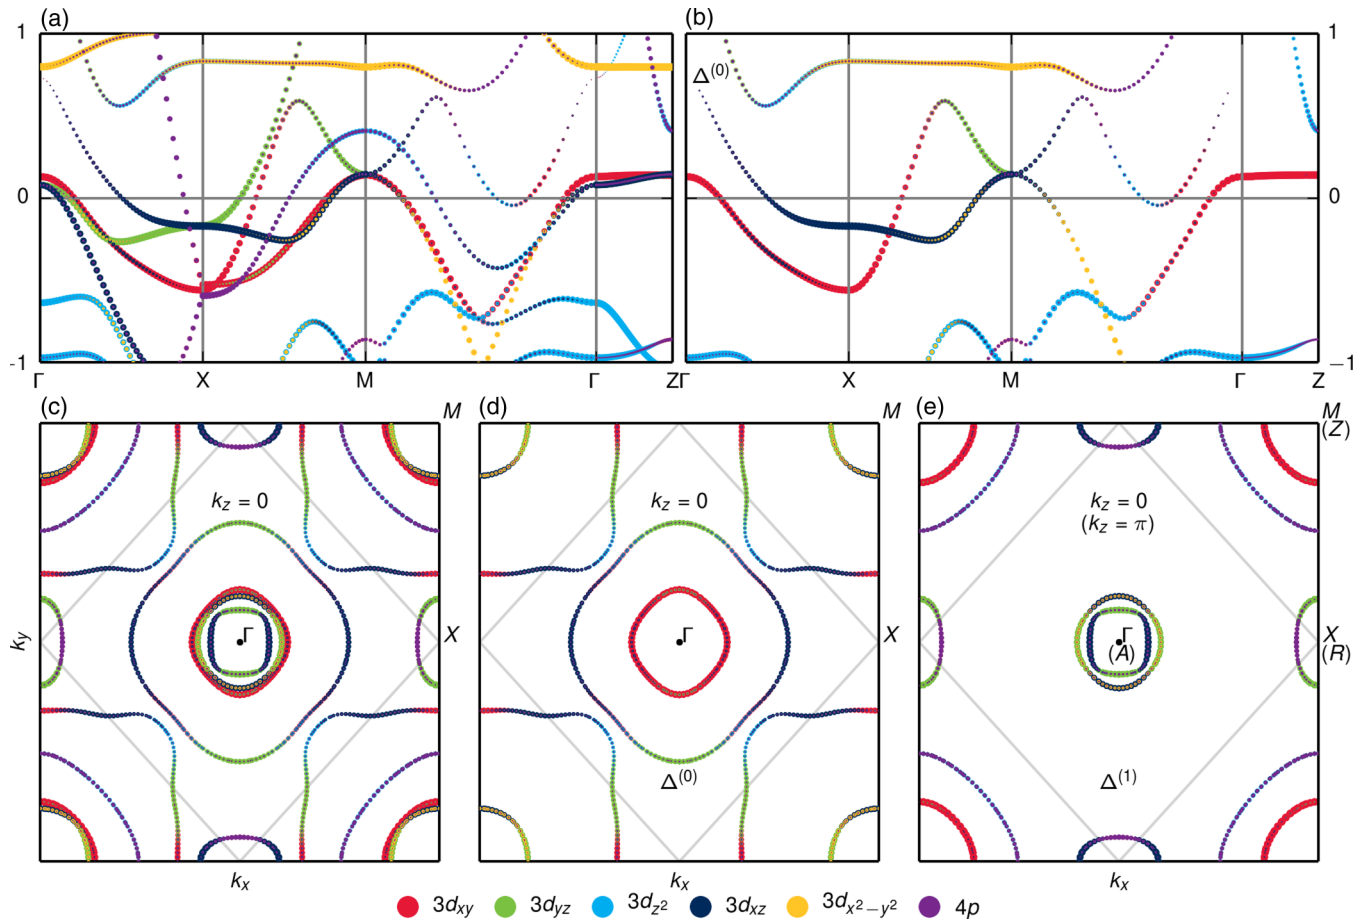 (a) (b)
1 1
Δ(0)
0 0
-1 −1
Γ X M Γ Z Γ X M Γ Z
(c) M (d) M (e) M
(Z)
kz = 0 kz = 0 kz = 0
(kz = π)
ky Γ X Γ X Γ X
(A) (R)
Δ(0) Δ(1)
kx kx kx
3dxy 3dyz 3dz2 3dxz 3dx2−y2 4p